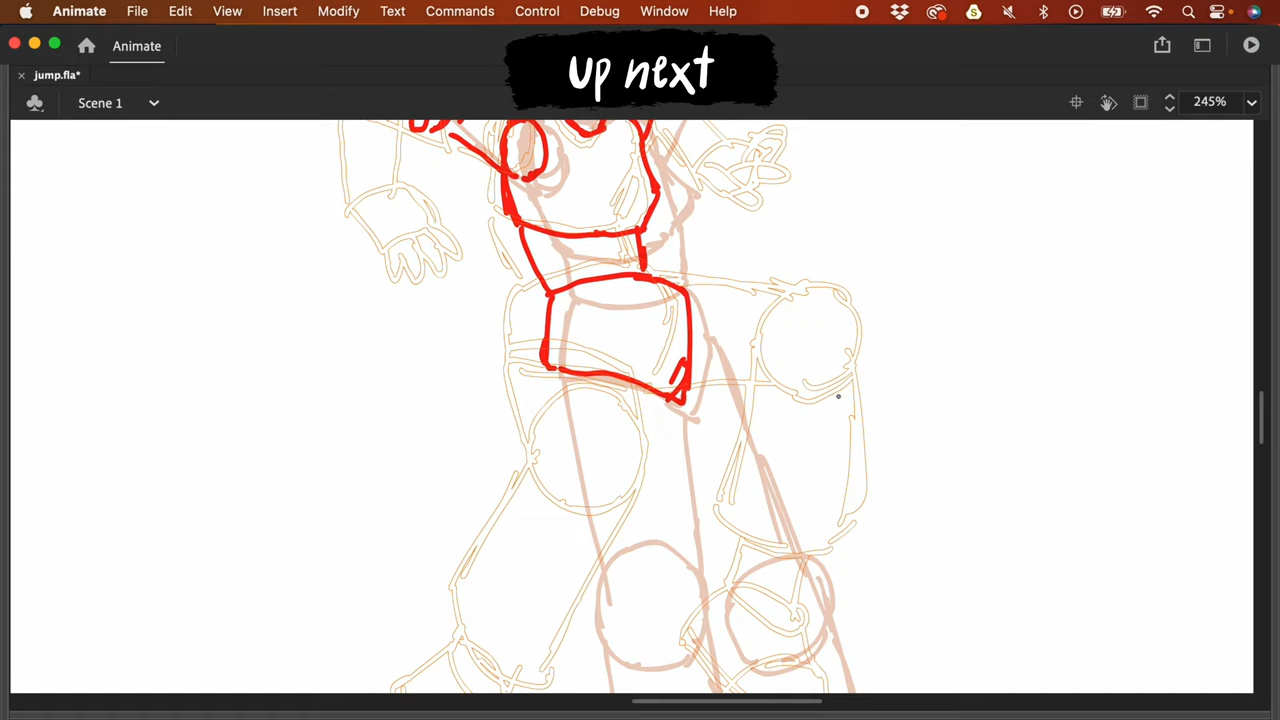 Animate File Edit View Insert Modify Text Commands Control Debug Window Help
Animate
up next
jump.fla*
Scene 1
245%